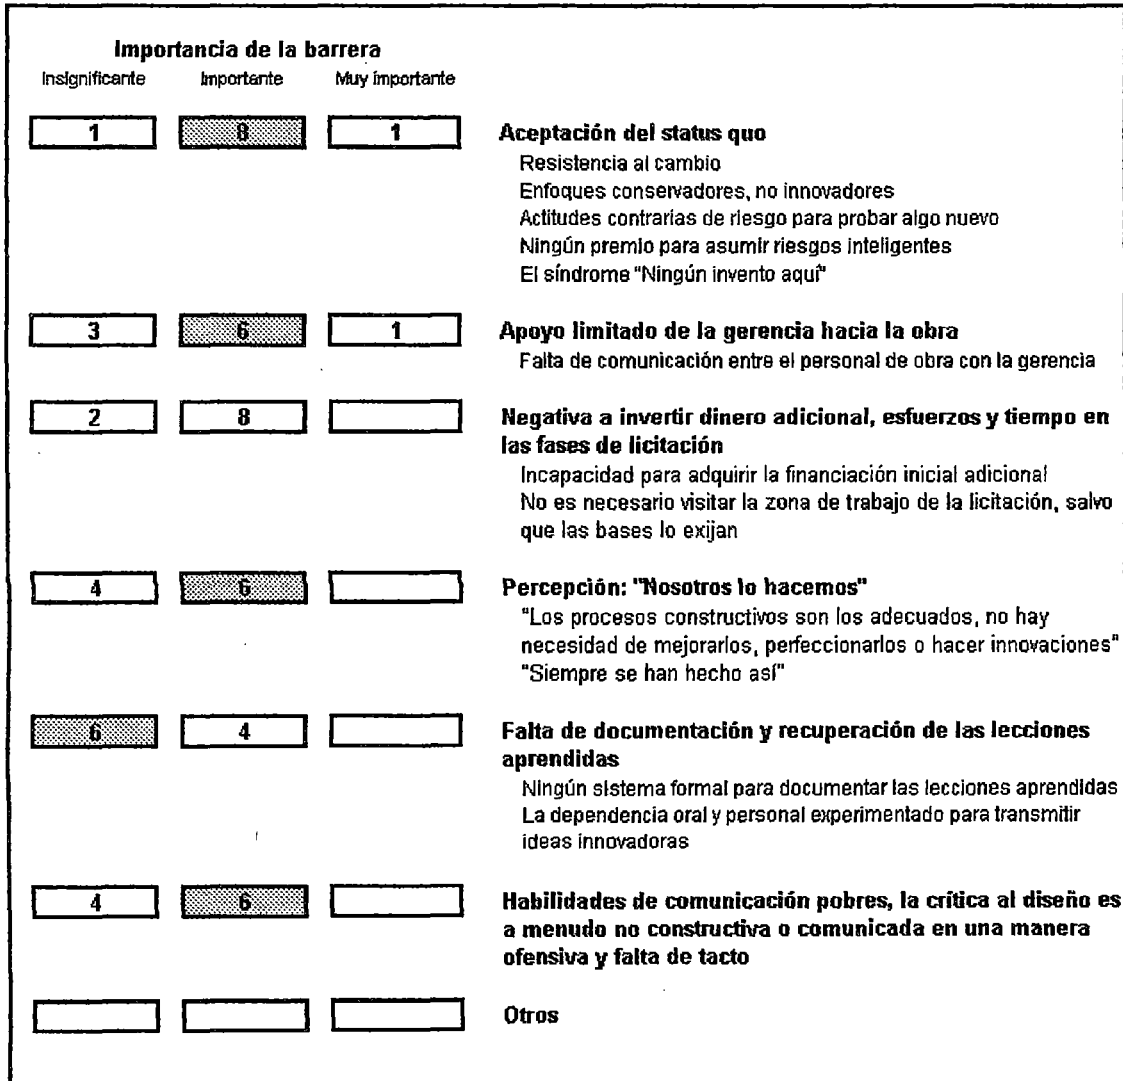 Importancia de la barrera
Insignificante Importante Muy importante
1 8 1 Aceptación del status quo
Resistencia al cambio
Enfoques conservadores, no innovadores
Actitudes contrarias de riesgo para probar algo nuevo
Ningún premio para asumir riesgos inteligentes
El síndrome "Ningún invento aquí"
3 6 1 Apoyo limitado de la gerencia hacia la obra
Falta de comunicación entre el personal de obra con la gerencia
2 8 Negativa a invertir dinero adicional, esfuerzos y tiempo en
las fases de licitación
Incapacidad para adquirir la financiación inicial adicional
No es necesario visitar la zona de trabajo de la licitación, salvo
que las bases lo exijan
4 6 Percepción: "Nosotros lo hacemos"
"Los procesos constructivos son los adecuados, no hay
necesidad de mejorarlos, perfeccionarlos o hacer innovaciones"
"Siempre se han hecho así"
6 4 Falta de documentación y recuperación de las lecciones
aprendidas
Ningún sistema formal para documentar las lecciones aprendidas
La dependencia oral y personal experimentado para transmitir
ideas innovadoras
4 6 Habilidades de comunicación pobres, la crítica al diseño es
a menudo no constructiva o comunicada en una manera
ofensiva y falta de tacto
Otros